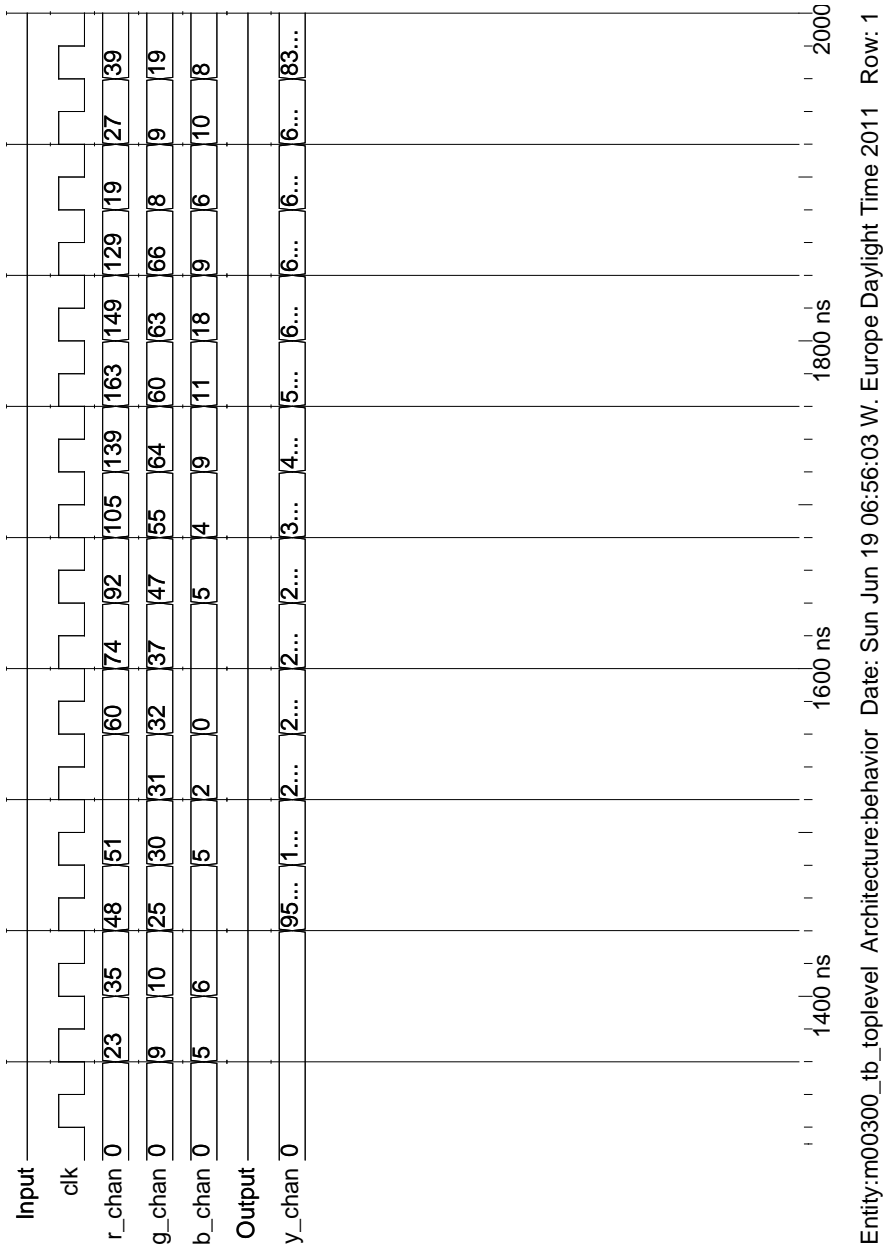 Input
clk
r_chan 0 23 35 48 51 60 74 92 105 139 163 149 129 19 27 39
g_chan 0 9 10 25 30 31 32 37 47 55 64 60 63 66 8 9 19
b_chan 0 5 6 5 2 0 5 4 9 11 18 9 6 10 8
Output
y_chan 0 95... 1... 2... 2... 2... 2... 3... 4... 5... 6... 6... 6... 6... 83...
1400 ns 1600 ns 1800 ns 2000
Entity:m00300_tb_toplevel Architecture:behavior Date: Sun Jun 19 06:56:03 W. Europe Daylight Time 2011 Row: 1